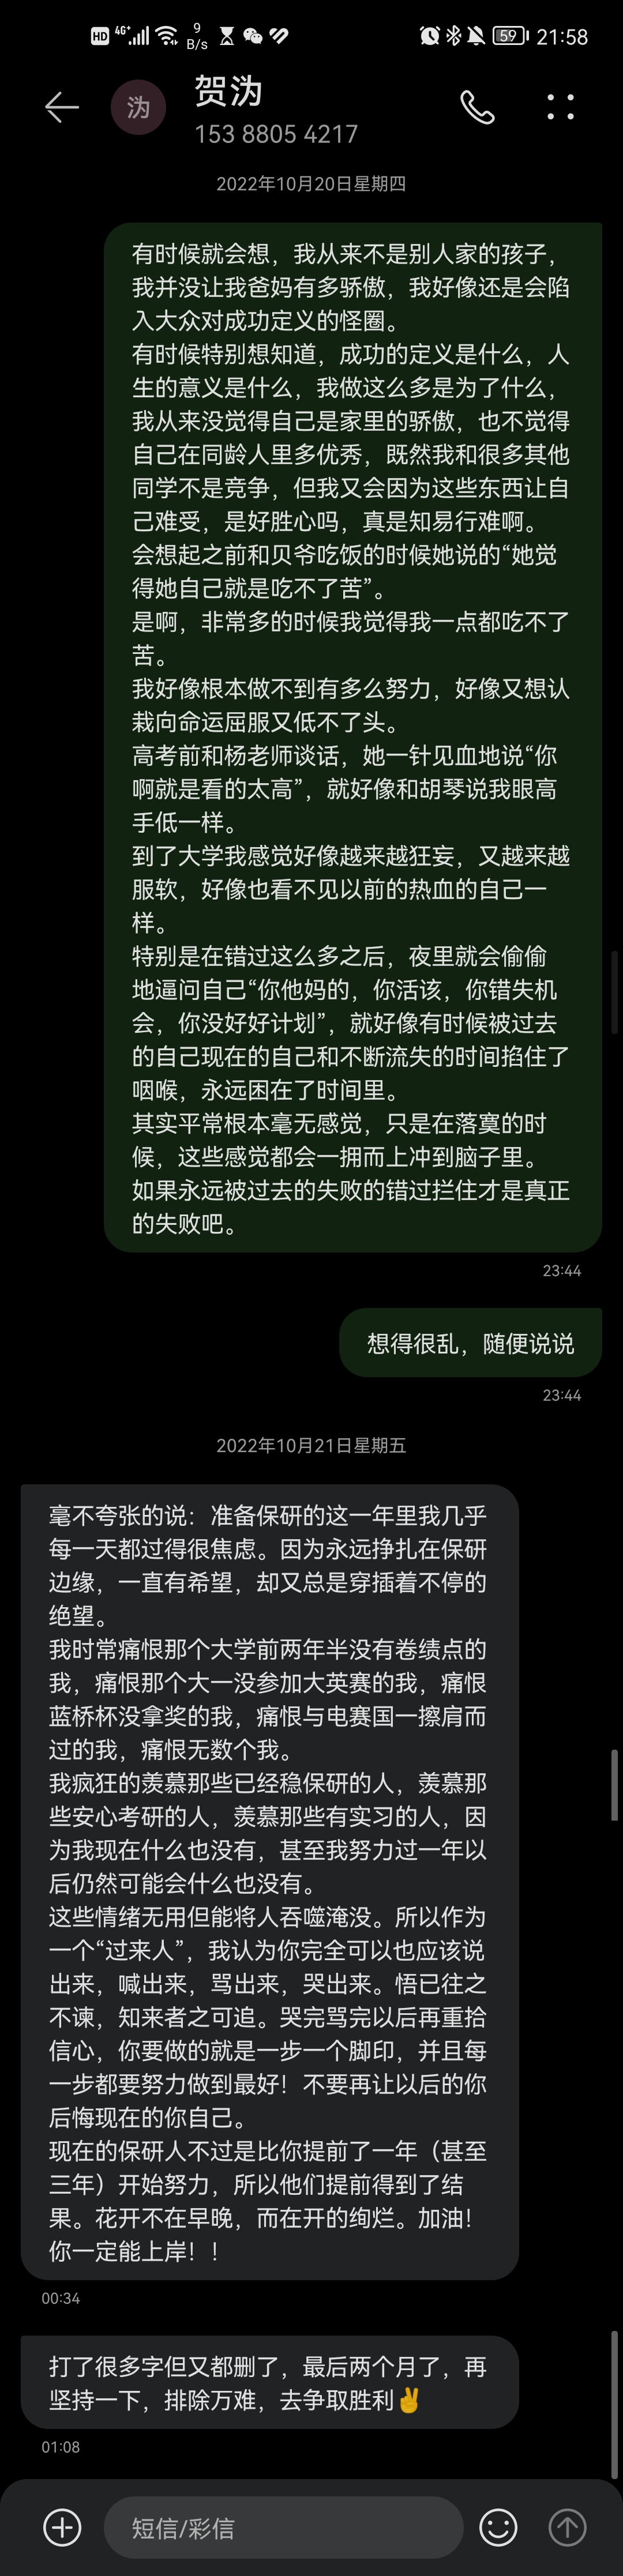 HD 4G+ 9 B/s 59 21:58
沩 贺沩
153 8805 4217
2022年10月20日星期四
有时候就会想，我从来不是别人家的孩子，
我并没让我爸妈有多骄傲，我好像还是会陷
入大众对成功定义的怪圈。
有时候特别想知道，成功的定义是什么，人
生的意义是什么，我做这么多是为了什么，
我从来没觉得自己是家里的骄傲，也不觉得
自己在同龄人里多优秀，既然我和很多其他
同学不是竞争，但我又会因为这些东西让自
己难受，是好胜心吗，真是知易行难啊。
会想起之前和贝爷吃饭的时候她说的“她觉
得她自己就是吃不了苦”。
是啊，非常多的时候我觉得我一点都吃不了
苦。
我好像根本做不到有多么努力，好像又想认
栽向命运屈服又低不了头。
高考前和杨老师谈话，她一针见血地说“你
啊就是看的太高”，就好像和胡琴说我眼高
手低一样。
到了大学我感觉好像越来越狂妄，又越来越
服软，好像也看不见以前的热血的自己一
样。
特别是在错过这么多之后，夜里就会偷偷
地逼问自己“你他妈的，你活该，你错失机
会，你没好好计划”，就好像有时候被过去
的自己现在的自己和不断流失的时间掐住了
咽喉，永远困在了时间里。
其实平常根本毫无感觉，只是在落寞的时
候，这些感觉都会一拥而上冲到脑子里。
如果永远被过去的失败的错过拦住才是真正
的失败吧。
23:44
想得很乱，随便说说
23:44
2022年10月21日星期五
毫不夸张的说：准备保研的这一年里我几乎
每一天都过得很焦虑。因为永远挣扎在保研
边缘，一直有希望，却又总是穿插着不停的
绝望。
我时常痛恨那个大学前两年半没有卷绩点的
我，痛恨那个大一没参加大英赛的我，痛恨
蓝桥杯没拿奖的我，痛恨与电赛国一擦肩而
过的我，痛恨无数个我。
我疯狂的羡慕那些已经稳保研的人，羡慕那
些安心考研的人，羡慕那些有实习的人，因
为我现在什么也没有，甚至我努力过一年以
后仍然可能会什么也没有。
这些情绪无用但能将人吞噬淹没。所以作为
一个“过来人”，我认为你完全可以也应该说
出来，喊出来，骂出来，哭出来。悟已往之
不谏，知来者之可追。哭完骂完以后再重拾
信心，你要做的就是一步一个脚印，并且每
一步都要努力做到最好！不要再让以后的你
后悔现在的你自己。
现在的保研人不过是比你提前了一年（甚至
三年）开始努力，所以他们提前得到了结
果。花开不在早晚，而在开的绚烂。加油！
你一定能上岸！！
00:34
打了很多字但又都删了，最后两个月了，再
坚持一下，排除万难，去争取胜利✌
01:08
短信/彩信